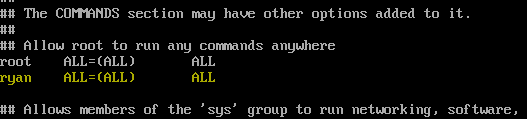 ##
## The COMMANDS section may have other options added to it.
##
## Allow root to run any commands anywhere
root ALL=(ALL) ALL
ryan ALL=(ALL) ALL
## Allows members of the 'sys' group to run networking, software,